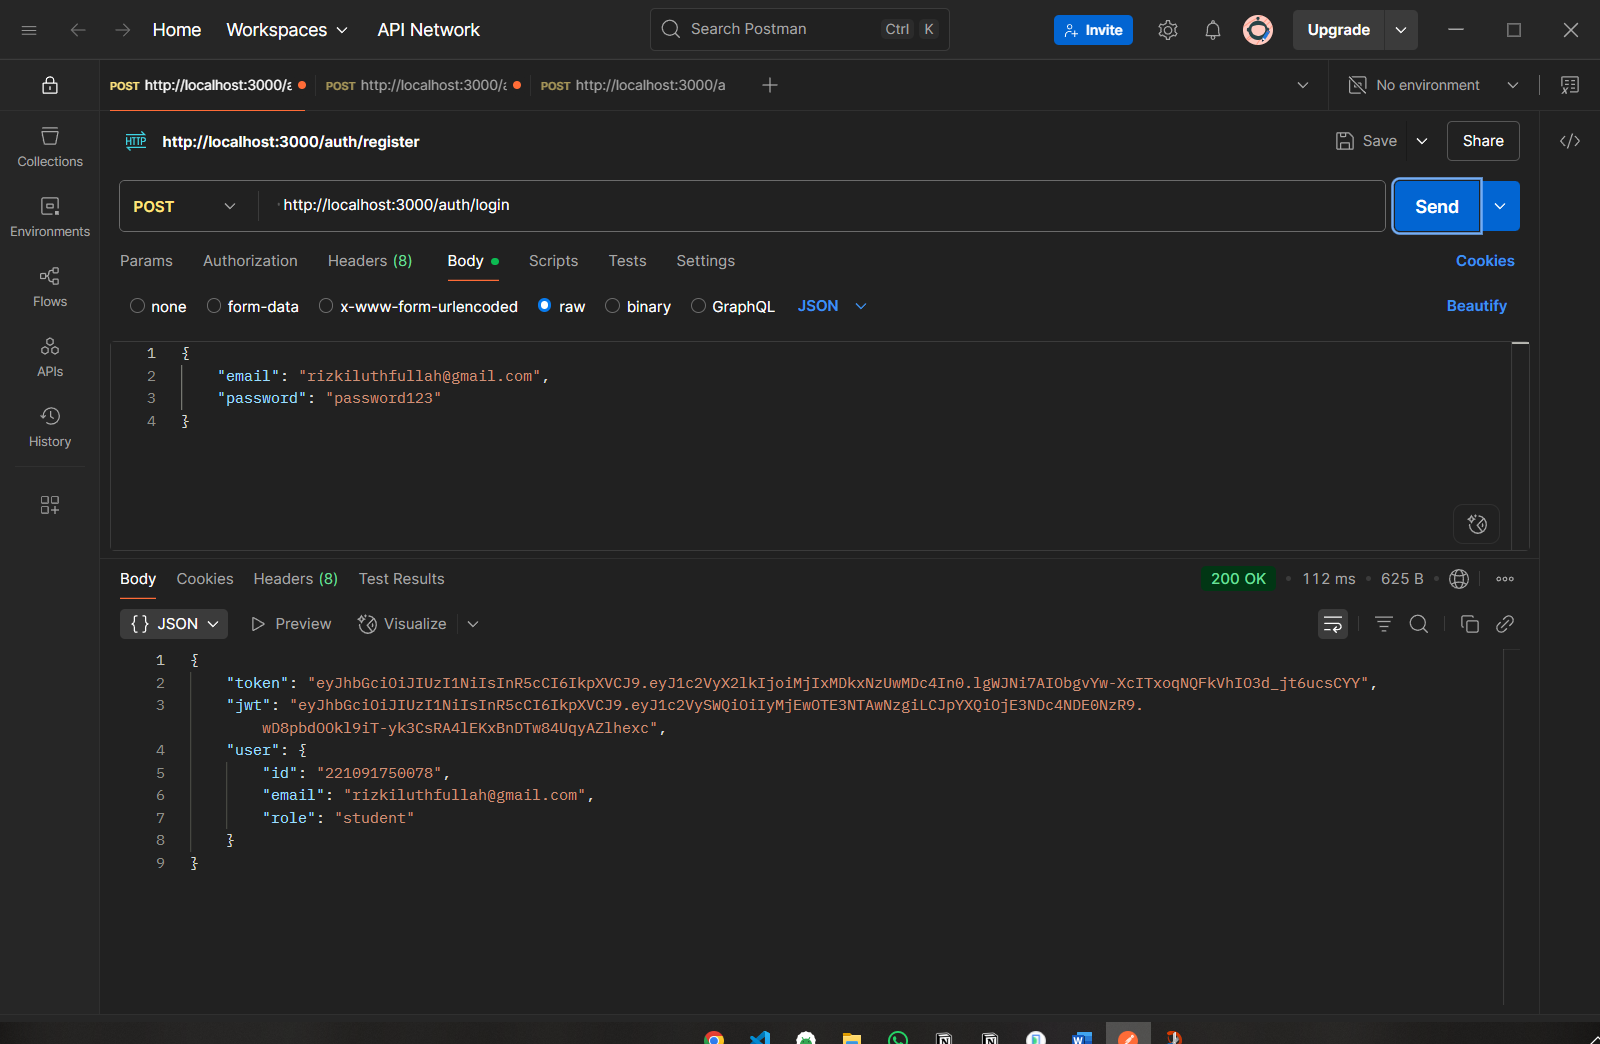 Home Workspaces API Network Search Postman Ctrl K Invite Upgrade
POST http://localhost:3000/a POST http://localhost:3000/a POST http://localhost:3000/a No environment
HTTP http://localhost:3000/auth/register Save Share
POST http://localhost:3000/auth/login Send
Params Authorization Headers (8) Body Scripts Tests Settings Cookies
none form-data x-www-form-urlencoded raw binary GraphQL JSON Beautify
Collections
Environments
Flows
APIs
History
1 {
2 "email": "rizkiluthfullah@gmail.com",
3 "password": "password123"
4 }
Body Cookies Headers (8) Test Results 200 OK 112 ms 625 B
{} JSON Preview Visualize
1 {
2 "token": "eyJhbGciOiJIUzI1NiIsInR5cCI6IkpXVCJ9.eyJ1c2VyX2lkIjoiMjIxMDkxNzUwMDc4In0.lgWJNi7AIObgvYw-XcITxoqNQFkVhIO3d_jt6ucsCYY",
3 "jwt": "eyJhbGciOiJIUzI1NiIsInR5cCI6IkpXVCJ9.eyJ1c2VySWQiOiIyMjEwOTE3NTAwNzgiLCJpYXQiOjE3NDc4NDE0NzR9.
wD8pbdOOkl9iT-yk3CsRA4lEKxBnDTw84UqyAZlhexc",
4 "user": {
5 "id": "221091750078",
6 "email": "rizkiluthfullah@gmail.com",
7 "role": "student"
8 }
9 }